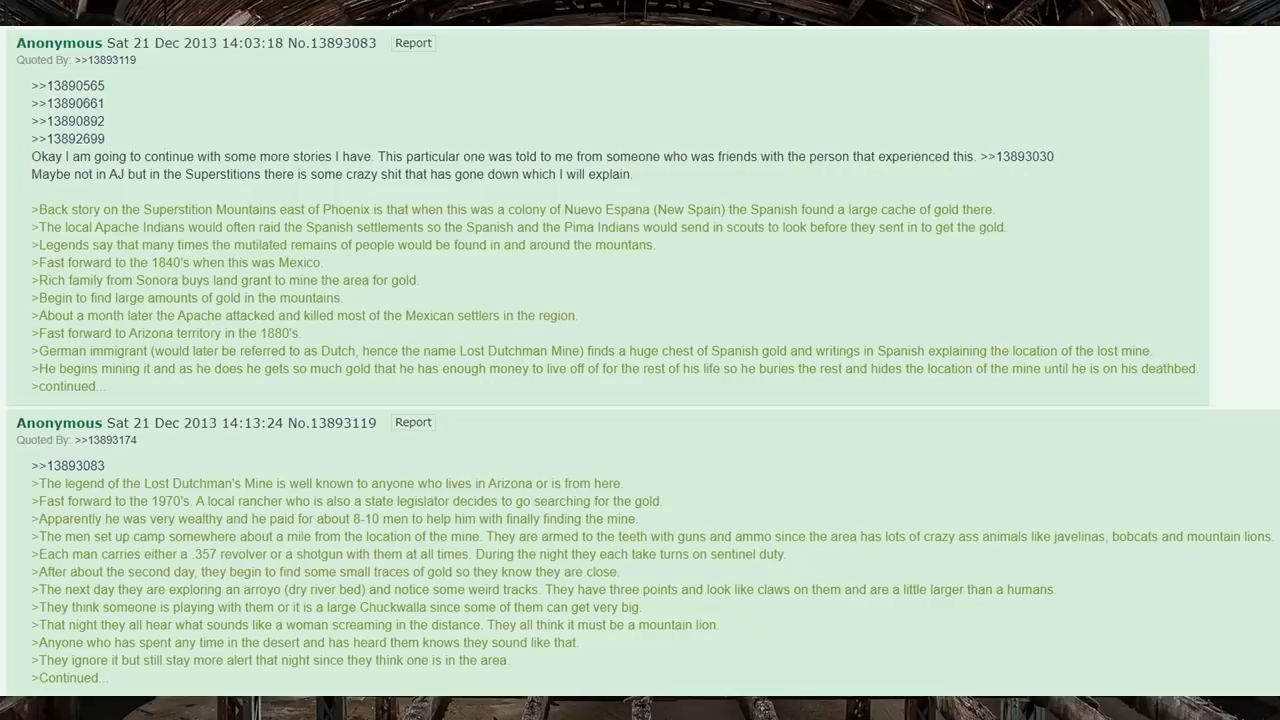 Anonymous Sat 21 Dec 2013 14:03:18 No.13893083 Report
Quoted By: >>13893119
>>13890565
>>13890661
>>13890892
>>13892699
Okay I am going to continue with some more stories I have. This particular one was told to me from someone who was friends with the person that experienced this. >>13893030
Maybe not in AJ but in the Superstitions there is some crazy shit that has gone down which I will explain.
>Back story on the Superstition Mountains east of Phoenix is that when this was a colony of Nuevo Espana (New Spain) the Spanish found a large cache of gold there.
>The local Apache Indians would often raid the Spanish settlements so the Spanish and the Pima Indians would send in scouts to look before they sent in to get the gold.
>Legends say that many times the mutilated remains of people would be found in and around the mountans.
>Fast forward to the 1840's when this was Mexico.
>Rich family from Sonora buys land grant to mine the area for gold.
>Begin to find large amounts of gold in the mountains.
>About a month later the Apache attacked and killed most of the Mexican settlers in the region.
>Fast forward to Arizona territory in the 1880's.
>German immigrant (would later be referred to as Dutch, hence the name Lost Dutchman Mine) finds a huge chest of Spanish gold and writings in Spanish explaining the location of the lost mine.
>He begins mining it and as he does he gets so much gold that he has enough money to live off of for the rest of his life so he buries the rest and hides the location of the mine until he is on his deathbed.
>continued...
Anonymous Sat 21 Dec 2013 14:13:24 No.13893119 Report
Quoted By: >>13893174
>>13893083
>The legend of the Lost Dutchman's Mine is well known to anyone who lives in Arizona or is from here.
>Fast forward to the 1970's. A local rancher who is also a state legislator decides to go searching for the gold.
>Apparently he was very wealthy and he paid for about 8-10 men to help him with finally finding the mine.
>The men set up camp somewhere about a mile from the location of the mine. They are armed to the teeth with guns and ammo since the area has lots of crazy ass animals like javelinas, bobcats and mountain lions.
>Each man carries either a .357 revolver or a shotgun with them at all times. During the night they each take turns on sentinel duty.
>After about the second day, they begin to find some small traces of gold so they know they are close.
>The next day they are exploring an arroyo (dry river bed) and notice some weird tracks. They have three points and look like claws on them and are a little larger than a humans.
>They think someone is playing with them or it is a large Chuckwalla since some of them can get very big.
>That night they all hear what sounds like a woman screaming in the distance. They all think it must be a mountain lion.
>Anyone who has spent any time in the desert and has heard them knows they sound like that.
>They ignore it but still stay more alert that night since they think one is in the area.
>Continued...